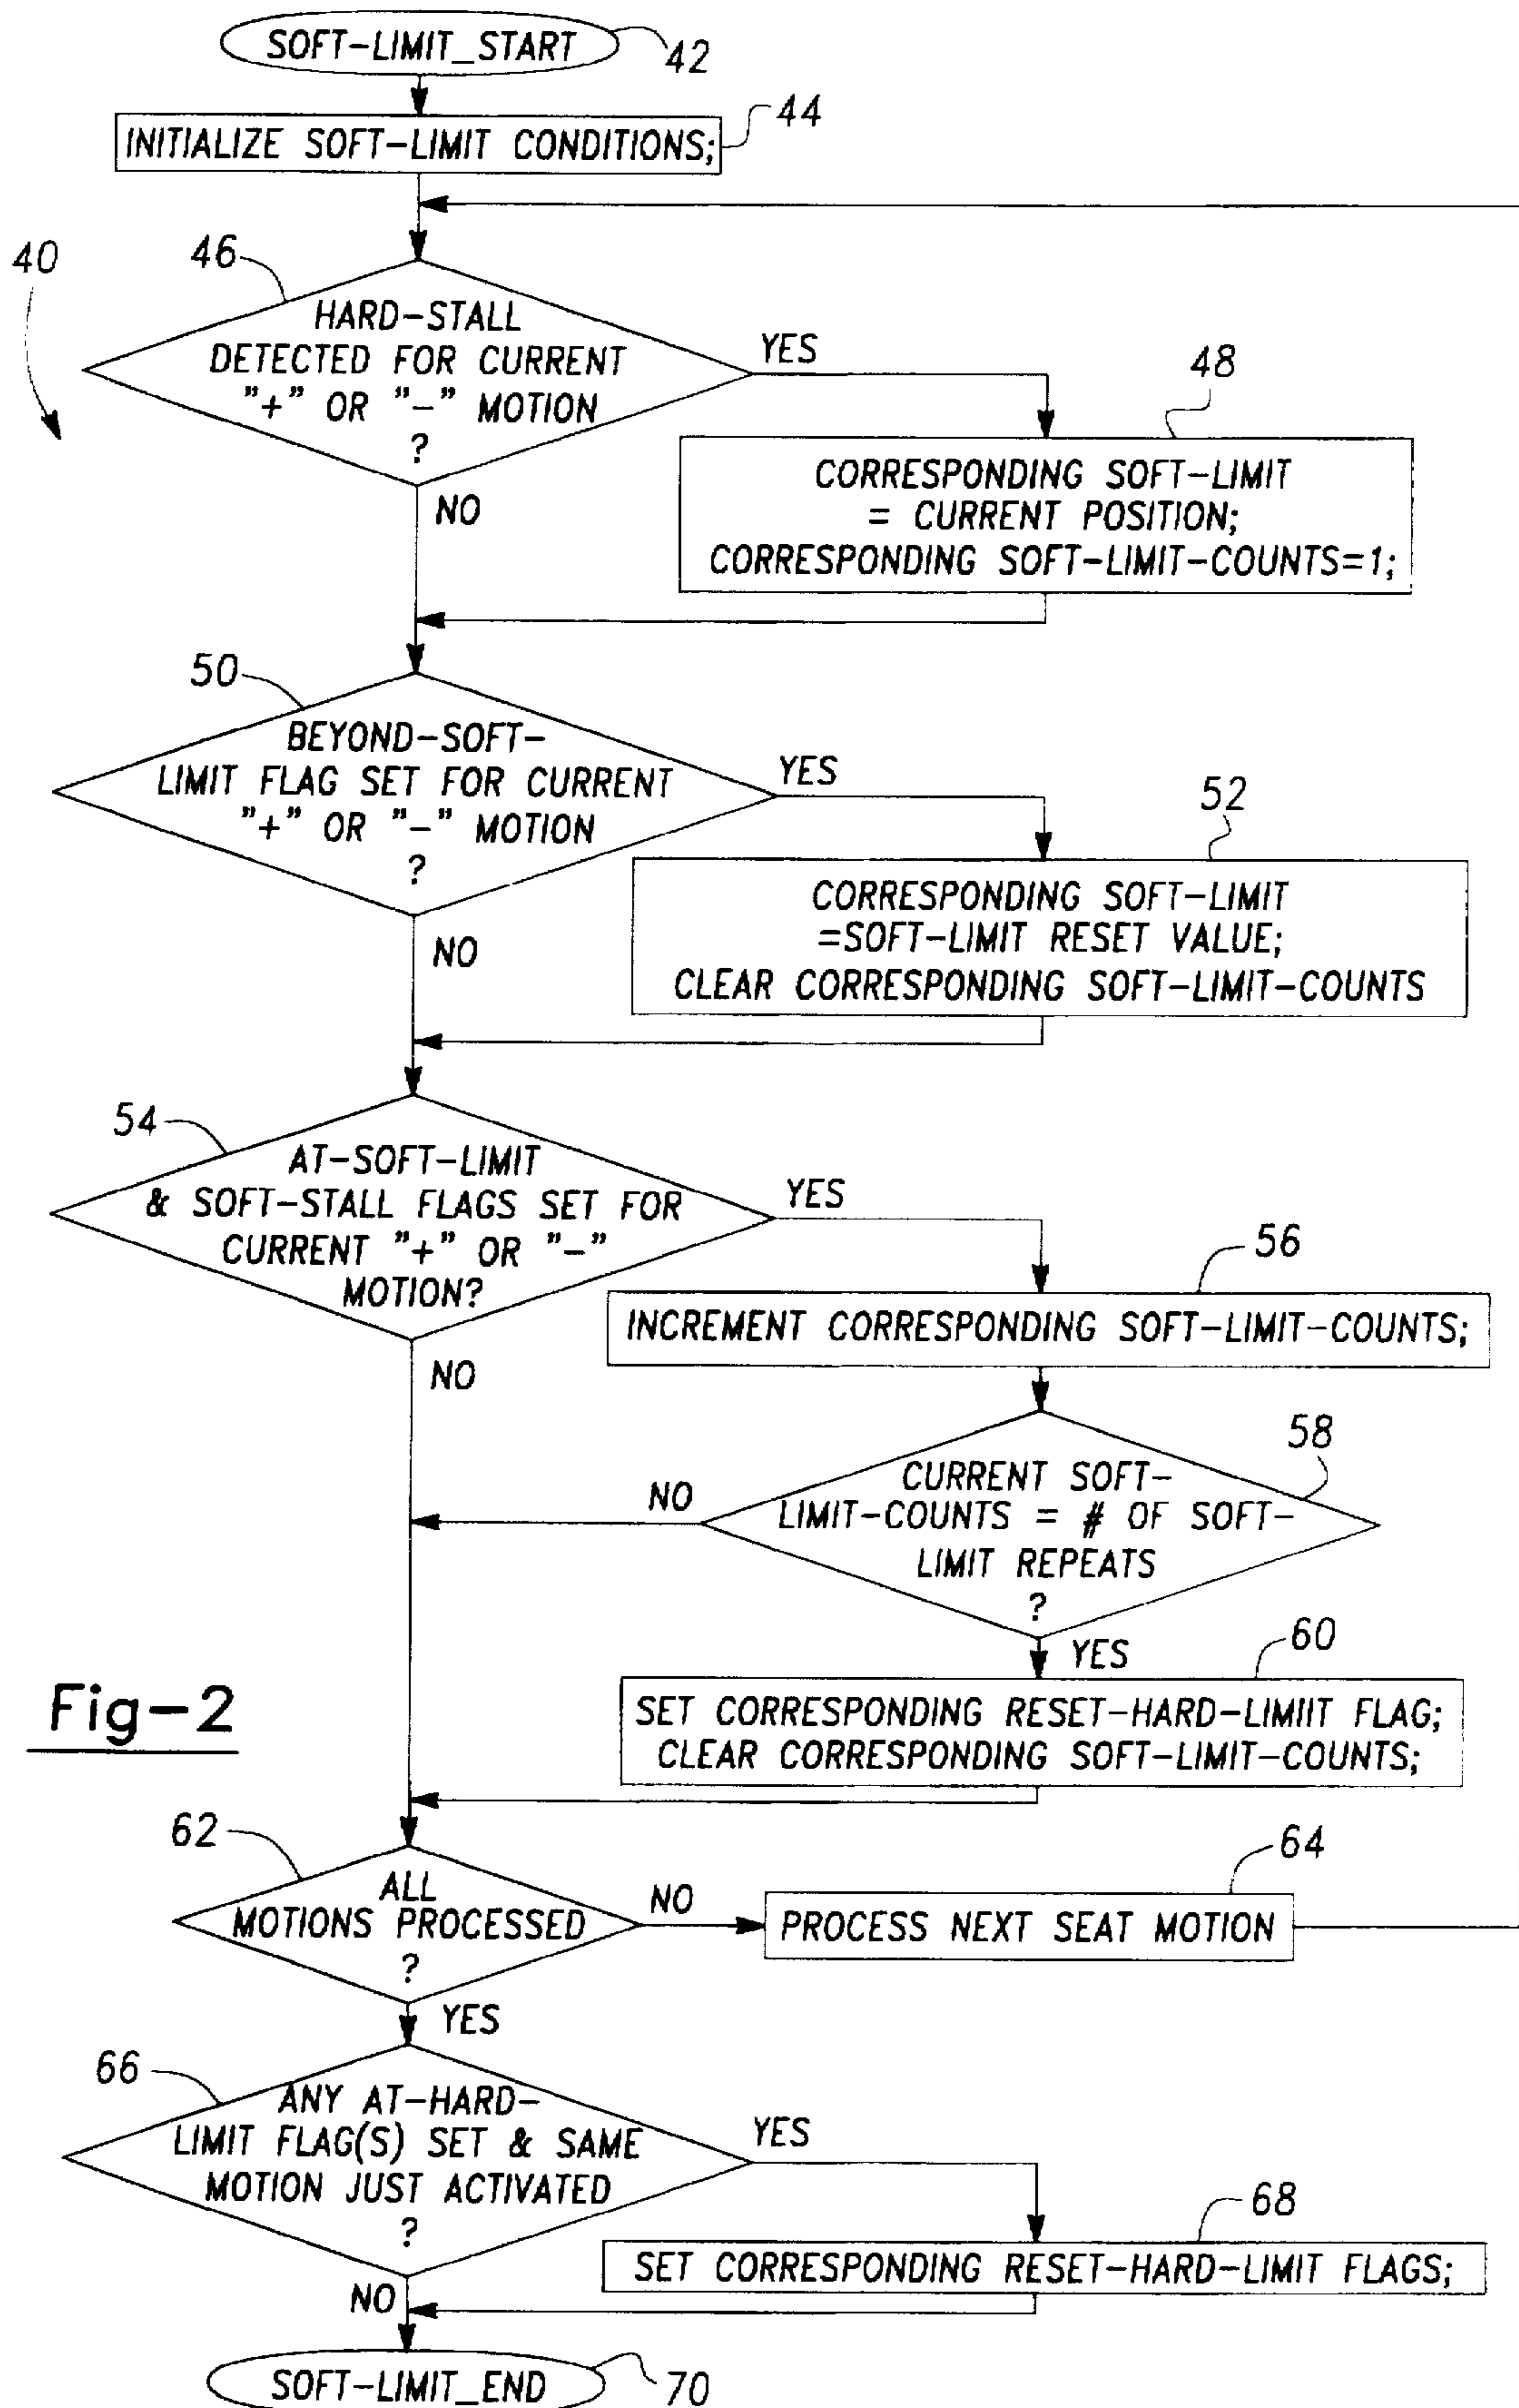 SOFT-LIMIT_START
42
44
INITIALIZE SOFT-LIMIT CONDITIONS;
40
46
HARD-STALL
DETECTED FOR CURRENT
"+" OR "-" MOTION
?
YES
NO
48
CORRESPONDING SOFT-LIMIT
= CURRENT POSITION;
CORRESPONDING SOFT-LIMIT-COUNTS=1;
50
BEYOND-SOFT-
LIMIT FLAG SET FOR CURRENT
"+" OR "-" MOTION
?
YES
NO
52
CORRESPONDING SOFT-LIMIT
=SOFT-LIMIT RESET VALUE;
CLEAR CORRESPONDING SOFT-LIMIT-COUNTS
54
AT-SOFT-LIMIT
& SOFT-STALL FLAGS SET FOR
CURRENT "+" OR "-"
MOTION?
YES
NO
56
INCREMENT CORRESPONDING SOFT-LIMIT-COUNTS;
58
CURRENT SOFT-
LIMIT-COUNTS = # OF SOFT-
LIMIT REPEATS
?
NO
YES
60
SET CORRESPONDING RESET-HARD-LIMIIT FLAG;
CLEAR CORRESPONDING SOFT-LIMIT-COUNTS;
Fig-2
62
ALL
MOTIONS PROCESSED
?
NO
YES
64
PROCESS NEXT SEAT MOTION
66
ANY AT-HARD-
LIMIT FLAG(S) SET & SAME
MOTION JUST ACTIVATED
?
YES
NO
68
SET CORRESPONDING RESET-HARD-LIMIT FLAGS;
SOFT-LIMIT_END
70